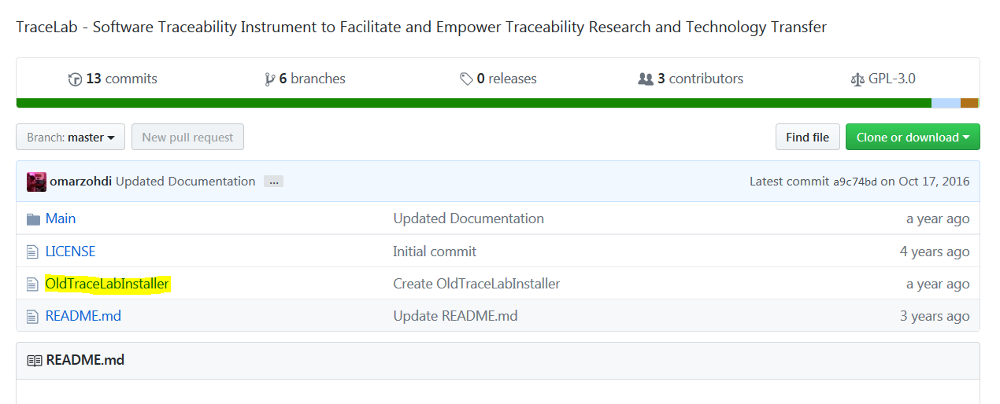 TraceLab - Software Traceability Instrument to Facilitate and Empower Traceability Research and Technology Transfer
13 commits 6 branches 0 releases 3 contributors GPL-3.0
Branch: master New pull request Find file Clone or download
omarzohdi Updated Documentation ... Latest commit a9c74bd on Oct 17, 2016
Main Updated Documentation a year ago
LICENSE Initial commit 4 years ago
OldTraceLabInstaller Create OldTraceLabInstaller a year ago
README.md Update README.md 3 years ago
README.md